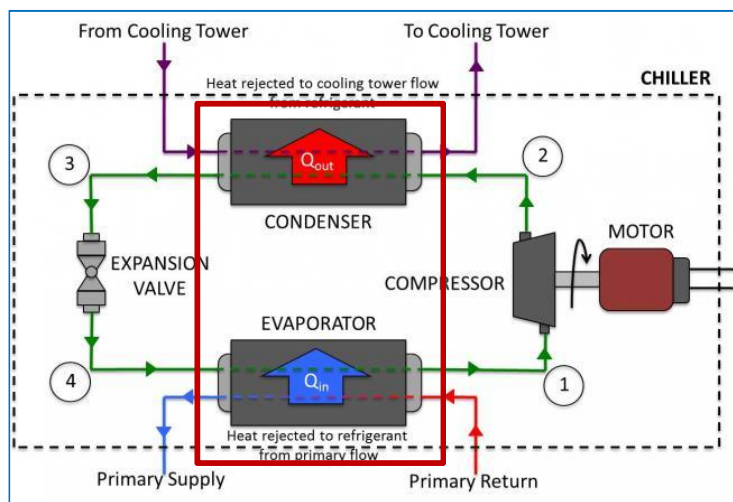 From Cooling Tower
To Cooling Tower
Heat rejected to cooling tower flow
from refrigerant
CHILLER
3
2
Qout
CONDENSER
MOTOR
EXPANSION
VALVE
COMPRESSOR
EVAPORATOR
4
Qin
1
Heat rejected to refrigerant
from primary flow
Primary Supply
Primary Return